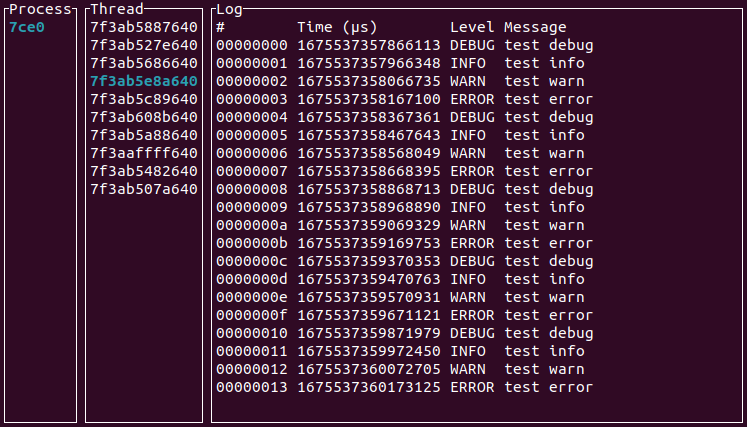 Process Thread Log
7ce0 7f3ab5887640 # Time (µs) Level Message
7f3ab527e640 00000000 1675537357866113 DEBUG test debug
7f3ab5686640 00000001 1675537357966348 INFO test info
7f3ab5e8a640 00000002 1675537358066735 WARN test warn
7f3ab5c89640 00000003 1675537358167100 ERROR test error
7f3ab608b640 00000004 1675537358367361 DEBUG test debug
7f3ab5a88640 00000005 1675537358467643 INFO test info
7f3aaffff640 00000006 1675537358568049 WARN test warn
7f3ab5482640 00000007 1675537358668395 ERROR test error
7f3ab507a640 00000008 1675537358868713 DEBUG test debug
00000009 1675537358968890 INFO test info
0000000a 1675537359069329 WARN test warn
0000000b 1675537359169753 ERROR test error
0000000c 1675537359370353 DEBUG test debug
0000000d 1675537359470763 INFO test info
0000000e 1675537359570931 WARN test warn
0000000f 1675537359671121 ERROR test error
00000010 1675537359871979 DEBUG test debug
00000011 1675537359972450 INFO test info
00000012 1675537360072705 WARN test warn
00000013 1675537360173125 ERROR test error